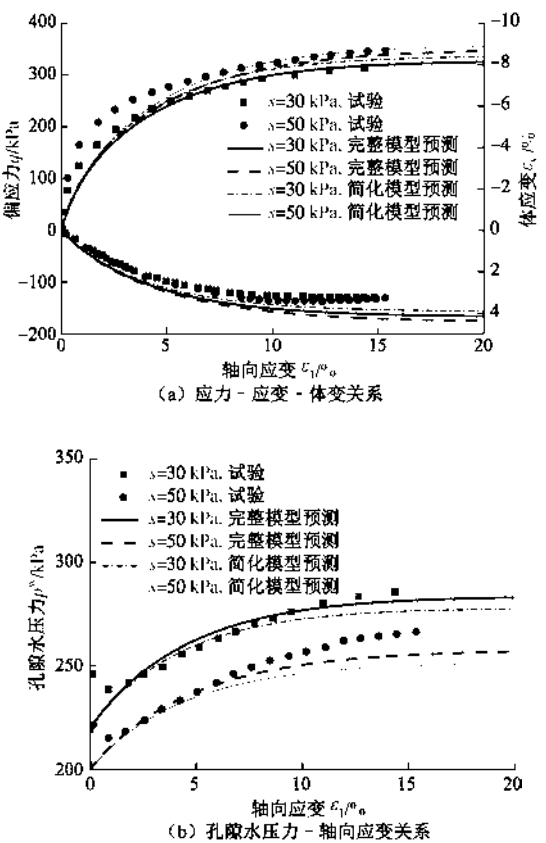 400
300
200
100
0
-100
-200
-10
-8
-6
-4
-2
0
2
4
偏应力q/kPa
体应变
s=30 kPa, 试验
s=50 kPa, 试验
s=30 kPa, 完整模型预测
s=50 kPa, 完整模型预测
s=30 kPa, 简化模型预测
s=50 kPa, 简化模型预测
0 5 10 15 20
轴向应变 ε₁/%
(a) 应力-应变-体变关系
350
300
250
200
孔隙水压力pʷ/kPa
s=30 kPa, 试验
s=50 kPa, 试验
s=30 kPa, 完整模型预测
s=50 kPa, 完整模型预测
s=30 kPa, 简化模型预测
s=50 kPa, 简化模型预测
0 5 10 15 20
轴向应变 ε₁/%
(b) 孔隙水压力-轴向应变关系